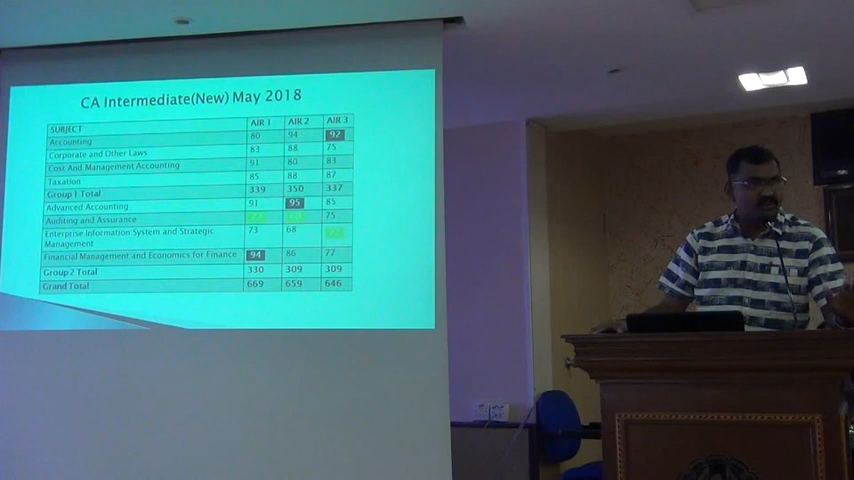 CA Intermediate(New) May 2018
SUBJECT AIR 1 AIR 2 AIR 3
Accounting 80 94 92
Corporate and Other Laws 83 88 75
Cost And Management Accounting 91 80 83
Taxation 85 88 87
Group 1 Total 339 350 337
Advanced Accounting 91 95 85
Auditing and Assurance 75
Enterprise Information System and Strategic
Management 73 68
Financial Management and Economics for Finance 94 86 77
Group 2 Total 330 309 309
Grand Total 669 659 646